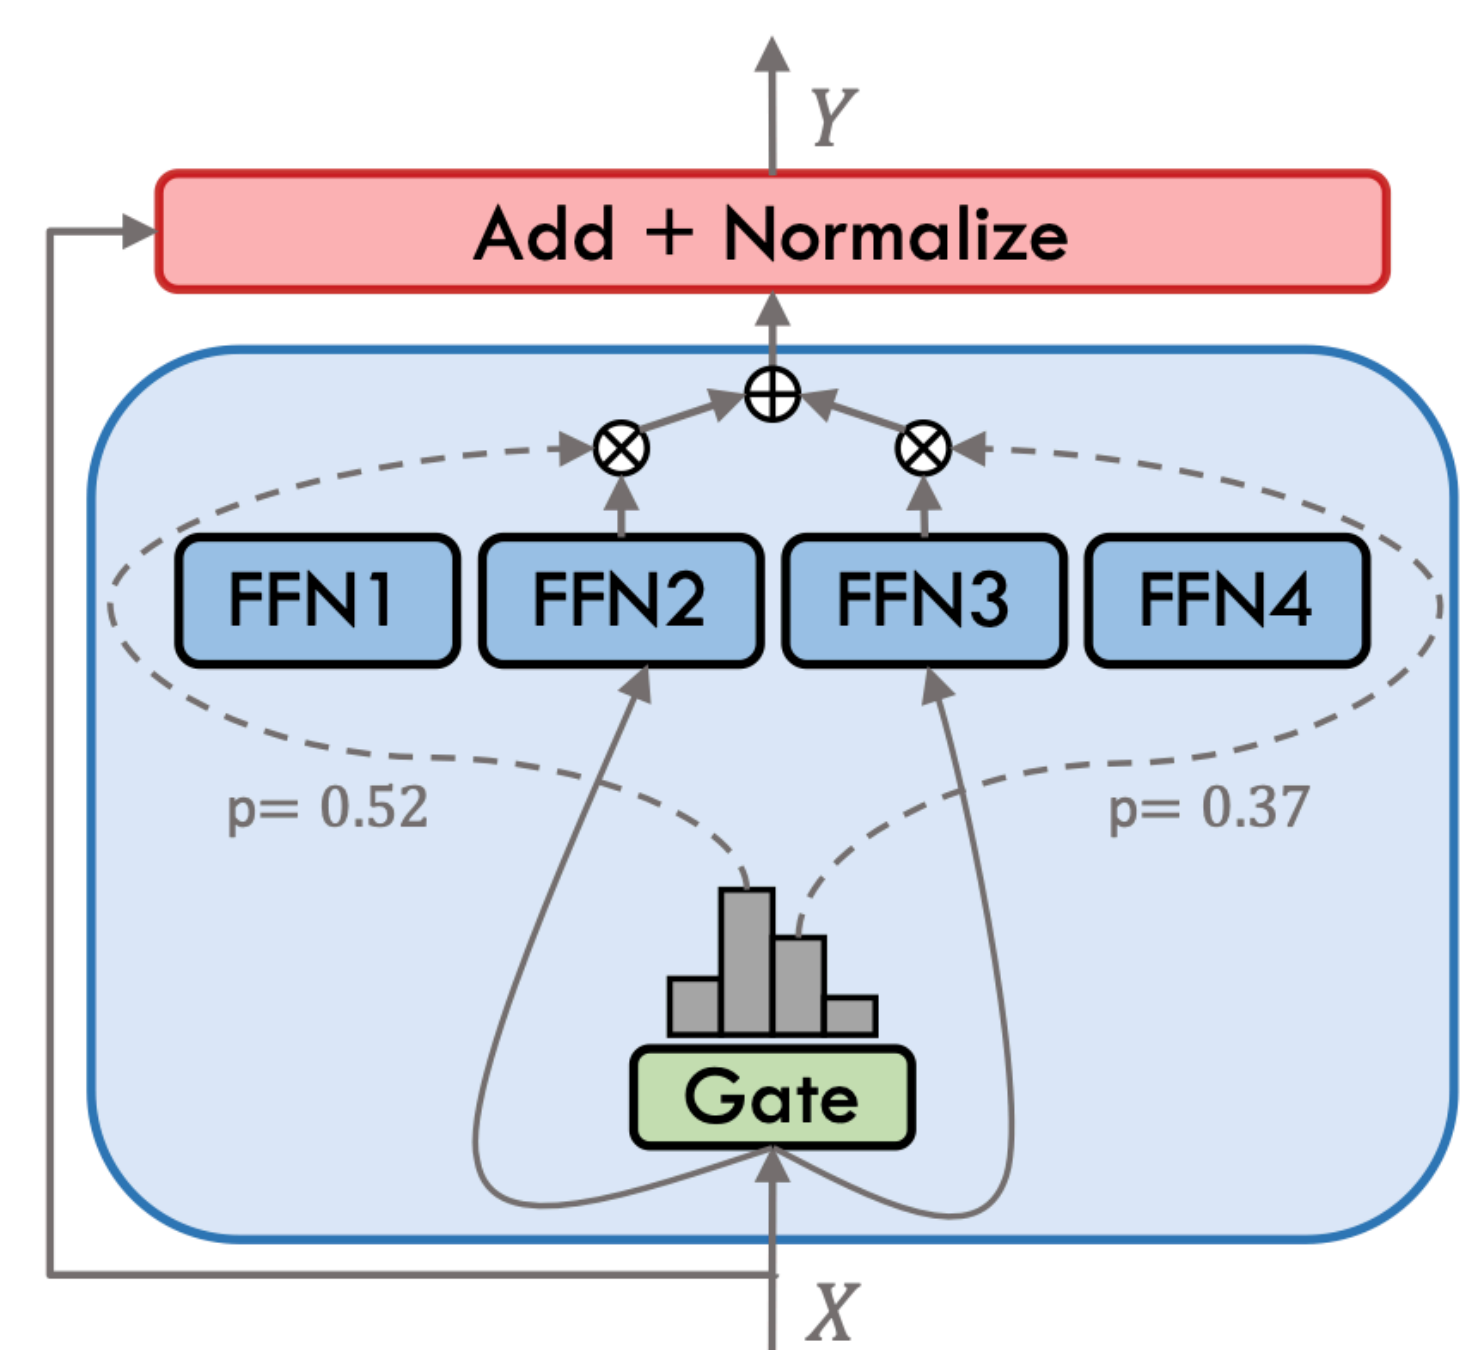 Y
Add + Normalize
FFN1 FFN2 FFN3 FFN4
p= 0.52 p= 0.37
Gate
X